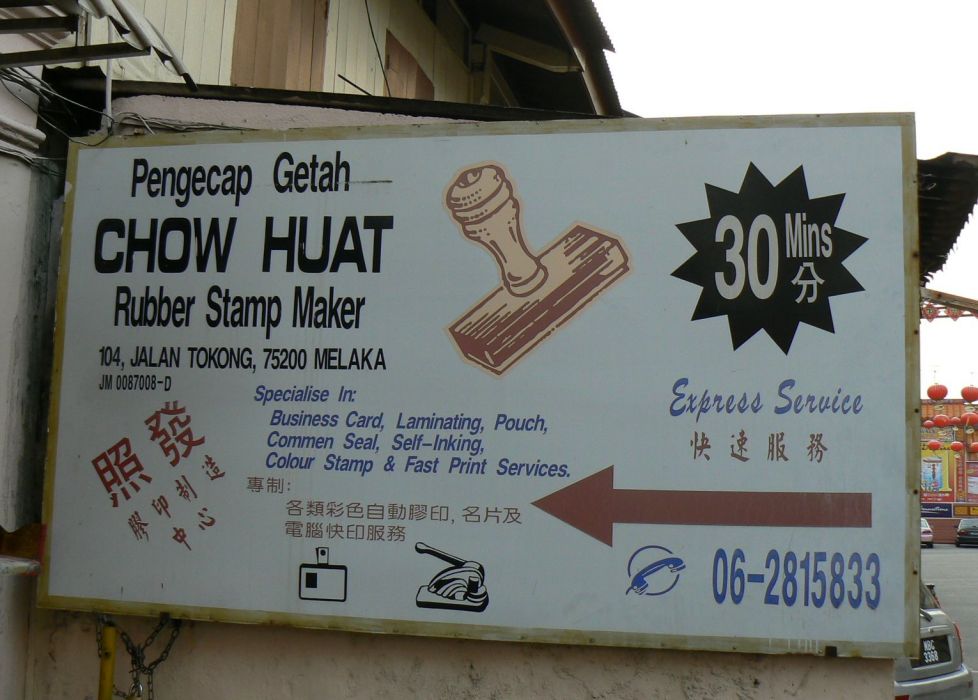 Pengecap Getah
CHOW HUAT
Rubber Stamp Maker
104, JALAN TOKONG, 75200 MELAKA
JM 0087008-D
Specialise In:
Business Card, Laminating, Pouch,
Commen Seal, Self-Inking,
Colour Stamp & Fast Print Services.
照發
膠印制造
中心
專制:
各類彩色自動膠印, 名片及
電腦快印服務
30 Mins
分
Express Service
快速服務
06-2815833
MBC
3368